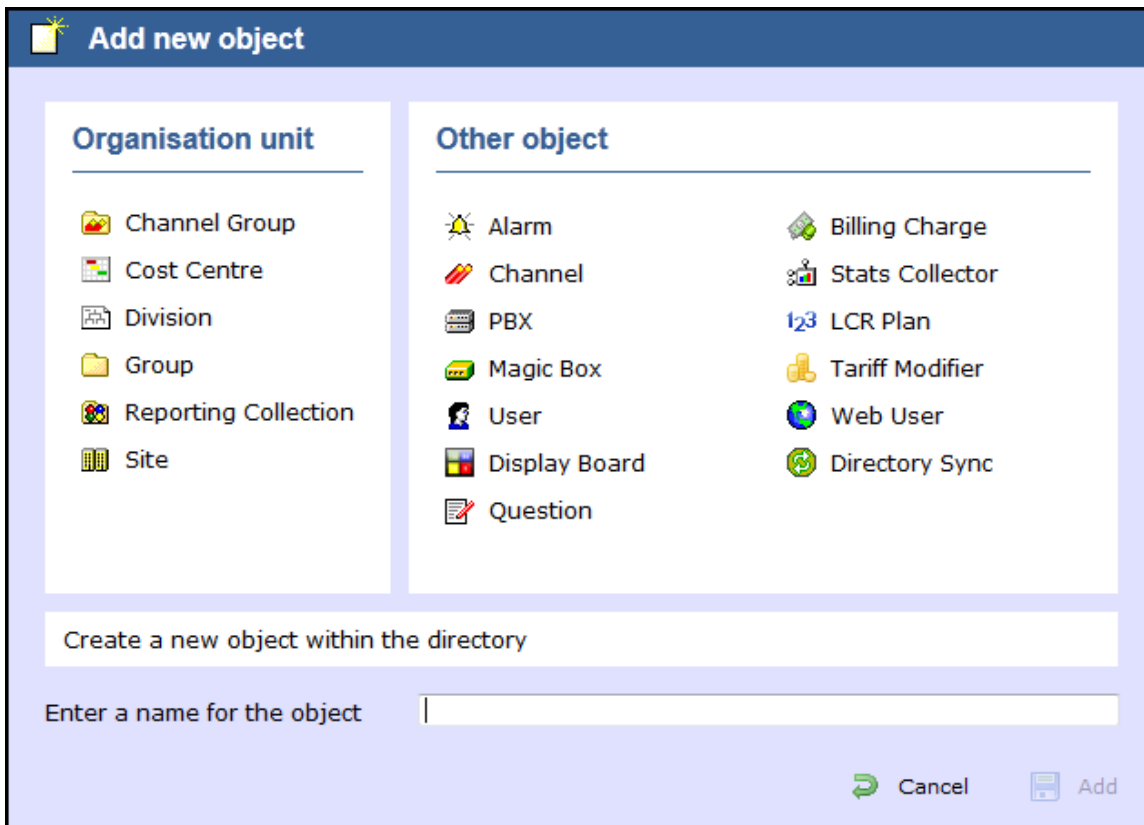 Add new object
Organisation unit
Channel Group
Cost Centre
Division
Group
Reporting Collection
Site
Other object
Alarm
Channel
PBX
Magic Box
User
Display Board
Question
Billing Charge
Stats Collector
123 LCR Plan
Tariff Modifier
Web User
Directory Sync
Create a new object within the directory
Enter a name for the object
Cancel
Add